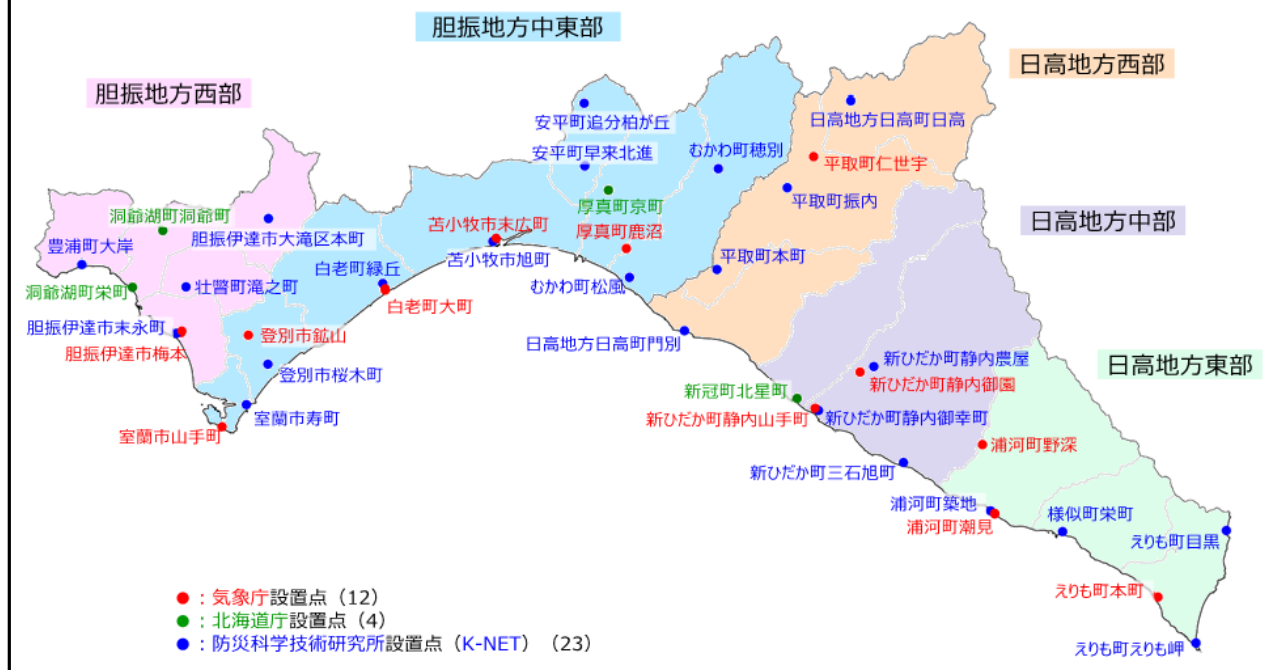 胆振地方中東部
日高地方西部
胆振地方西部
日高地方日高町日高
安平町追分柏が丘
安平町早来北進
むかわ町穂別
平取町仁世宇
平取町振内
厚真町京町
日高地方中部
洞爺湖町洞爺町
苫小牧市末広町
厚真町鹿沼
胆振伊達市大滝区本町
豊浦町大岸
苫小牧市旭町
平取町本町
白老町緑丘
むかわ町松風
壮瞥町滝之町
洞爺湖町栄町
白老町大町
胆振伊達市末永町
登別市鉱山
日高地方日高町門別
胆振伊達市梅本
新ひだか町静内農屋
日高地方東部
登別市桜木町
新ひだか町静内御園
新冠町北星町
室蘭市寿町
新ひだか町静内山手町
新ひだか町静内御幸町
室蘭市山手町
浦河町野深
新ひだか町三石旭町
浦河町築地
様似町栄町
浦河町潮見
えりも町目黒
えりも町本町
えりも町えりも岬
●：気象庁設置点（12）
●：北海道庁設置点（4）
●：防災科学技術研究所設置点（K-NET）（23）